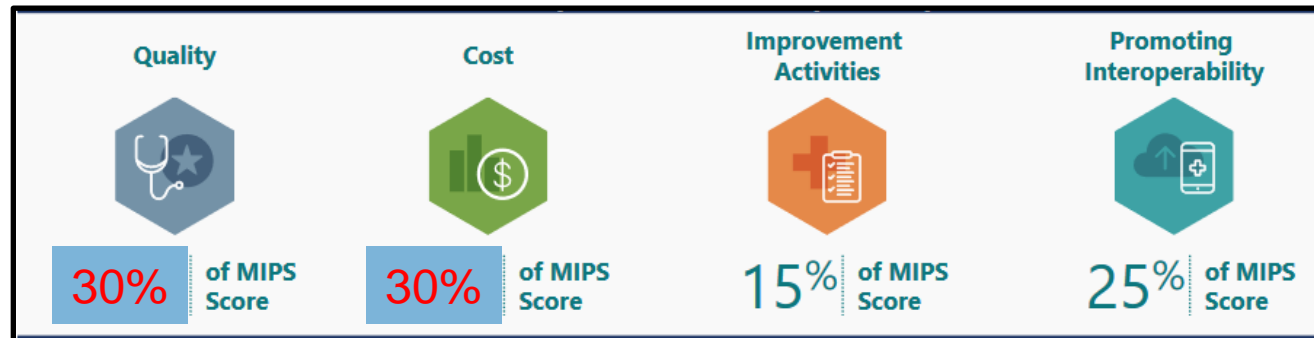 Quality
Cost
Improvement
Activities
Promoting
Interoperability
$
30%
of MIPS
Score
30%
of MIPS
Score
15%
of MIPS
Score
25%
of MIPS
Score